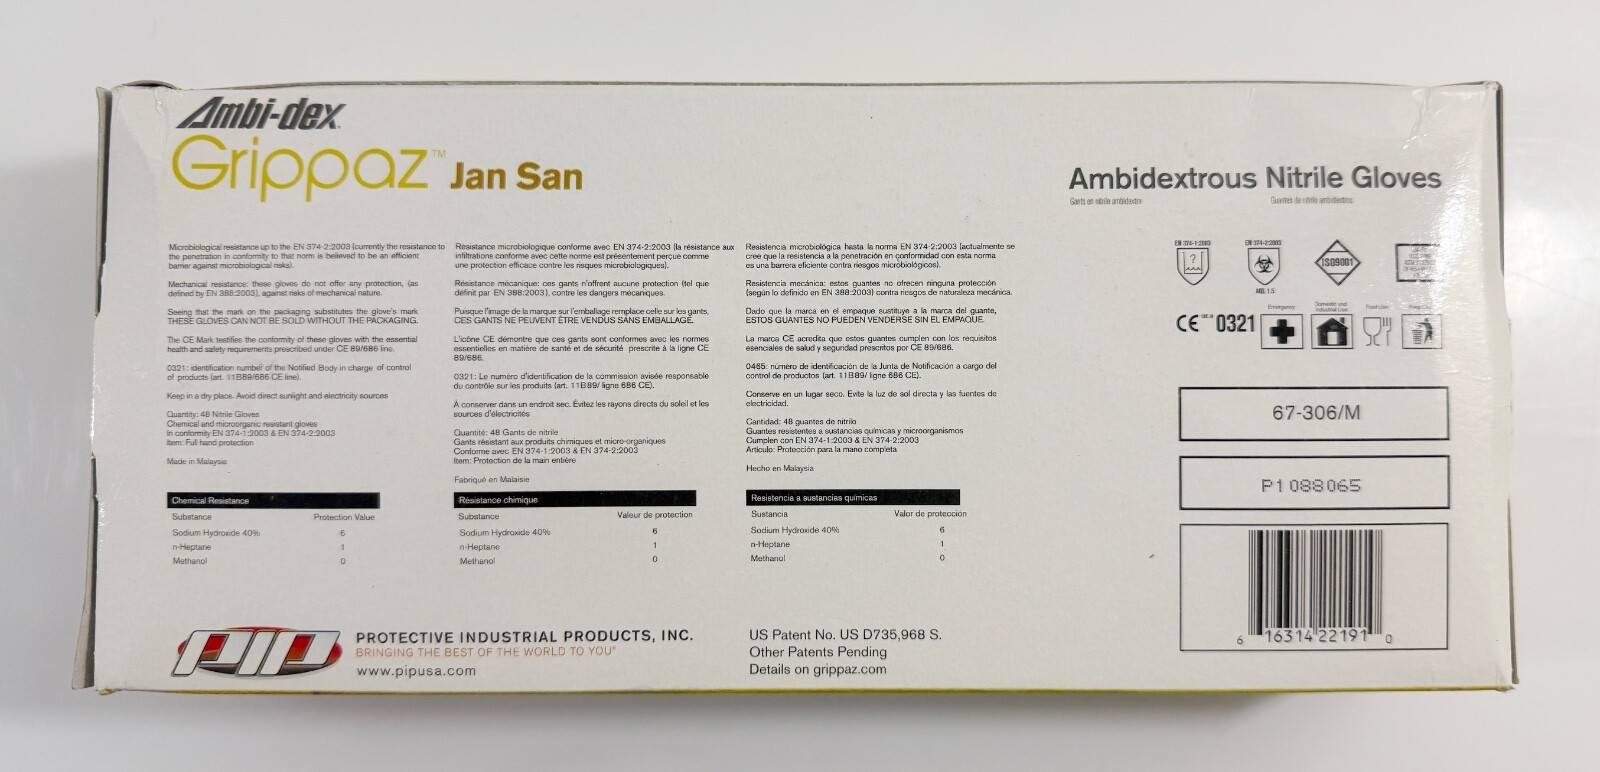 Ambi-dex
Grippaz™ Jan San
Ambidextrous Nitrile Gloves
Gants en nitrile ambidextre
Guantes de nitrilo ambidiestros
Microbiological resistance up to the EN 374-2:2003 (currently the resistance to
the penetration in conformity to that norm is believed to be an efficient
barrier against microbiological risks).
Mechanical resistance: these gloves do not offer any protection, (as
defined by EN 388:2003), against risks of mechanical nature.
Seeing that the mark on the packaging substitutes the glove's mark
THESE GLOVES CAN NOT BE SOLD WITHOUT THE PACKAGING.
The CE Mark testifies the conformity of these gloves with the essential
health and safety requirements prescribed under CE 89/686 line.
0321: identification number of the Notified Body in charge of control
of products (art. 11B89/686 CE line).
Keep in a dry place. Avoid direct sunlight and electricity sources
Quantity: 48 Nitrile Gloves
Chemical and microorganic resistant gloves
In conformity EN 374-1:2003 & EN 374-2:2003
Item: Full hand protection
Made in Malaysia
Chemical Resistance
Substance Protection Value
Sodium Hydroxide 40% 6
n-Heptane 1
Methanol 0
Résistance microbiologique conforme avec EN 374-2:2003 (la résistance aux
infiltrations conforme avec cette norme est présentement perçue comme
une protection efficace contre les risques microbiologiques).
Résistance mécanique: ces gants n'offrent aucune protection (tel que
définit par EN 388:2003), contre les dangers mécaniques.
Puisque l'image de la marque sur l'emballage remplace celle sur les gants,
CES GANTS NE PEUVENT ÊTRE VENDUS SANS EMBALLAGE.
L'icône CE démontre que ces gants sont conformes avec les normes
essentielles en matière de santé et de sécurité prescrite à la ligne CE
89/686.
0321: Le numéro d'identification de la commission avisée responsable
du contrôle sur les produits (art. 11B89/ ligne 686 CE).
À conserver dans un endroit sec. Évitez les rayons directs du soleil et les
sources d'électricités
Quantité: 48 Gants de nitrile
Gants résistant aux produits chimiques et micro-organiques
Conforme avec EN 374-1:2003 & EN 374-2:2003
Item: Protection de la main entière
Fabriqué en Malaisie
Résistance chimique
Substance Valeur de protection
Sodium Hydroxide 40% 6
n-Heptane 1
Methanol 0
Resistencia microbiológica hasta la norma EN 374-2:2003 (actualmente se
cree que la resistencia a la penetración en conformidad con esta norma
es una barrera eficiente contra riesgos microbiológicos).
Resistencia mecánica: estos guantes no ofrecen ninguna protección
(según lo definido en EN 388:2003) contra riesgos de naturaleza mecánica.
Dado que la marca en el empaque sustituye a la marca del guante,
ESTOS GUANTES NO PUEDEN VENDERSE SIN EL EMPAQUE.
La marca CE acredita que estos guantes cumplen con los requisitos
esenciales de salud y seguridad prescritos por CE 89/686.
0465: número de identificación de la Junta de Notificación a cargo del
control de productos (art. 11B89/ ligne 686 CE).
Conserve en un lugar seco. Evite la luz de sol directa y las fuentes de
electricidad.
Cantidad: 48 guantes de nitrilo
Guantes resistentes a sustancias químicas y microorganismos
Cumplen con EN 374-1:2003 & EN 374-2:2003
Artículo: Protección para la mano completa
Hecho en Malaysia
Resistencia a sustancias químicas
Sustancia Valor de protección
Sodium Hydroxide 40% 6
n-Heptane 1
Methanol 0
EN 374-1:2003
EN 374-2:2003
?
ISO9001
AQL 1.5
CE 0321
Emergency
Domestic and
Industrial Use
Food Use
Keep Clean
67-306/M
P1088065
6 16314 22191 0
PIP
PROTECTIVE INDUSTRIAL PRODUCTS, INC.
BRINGING THE BEST OF THE WORLD TO YOU®
www.pipusa.com
US Patent No. US D735,968 S.
Other Patents Pending
Details on grippaz.com